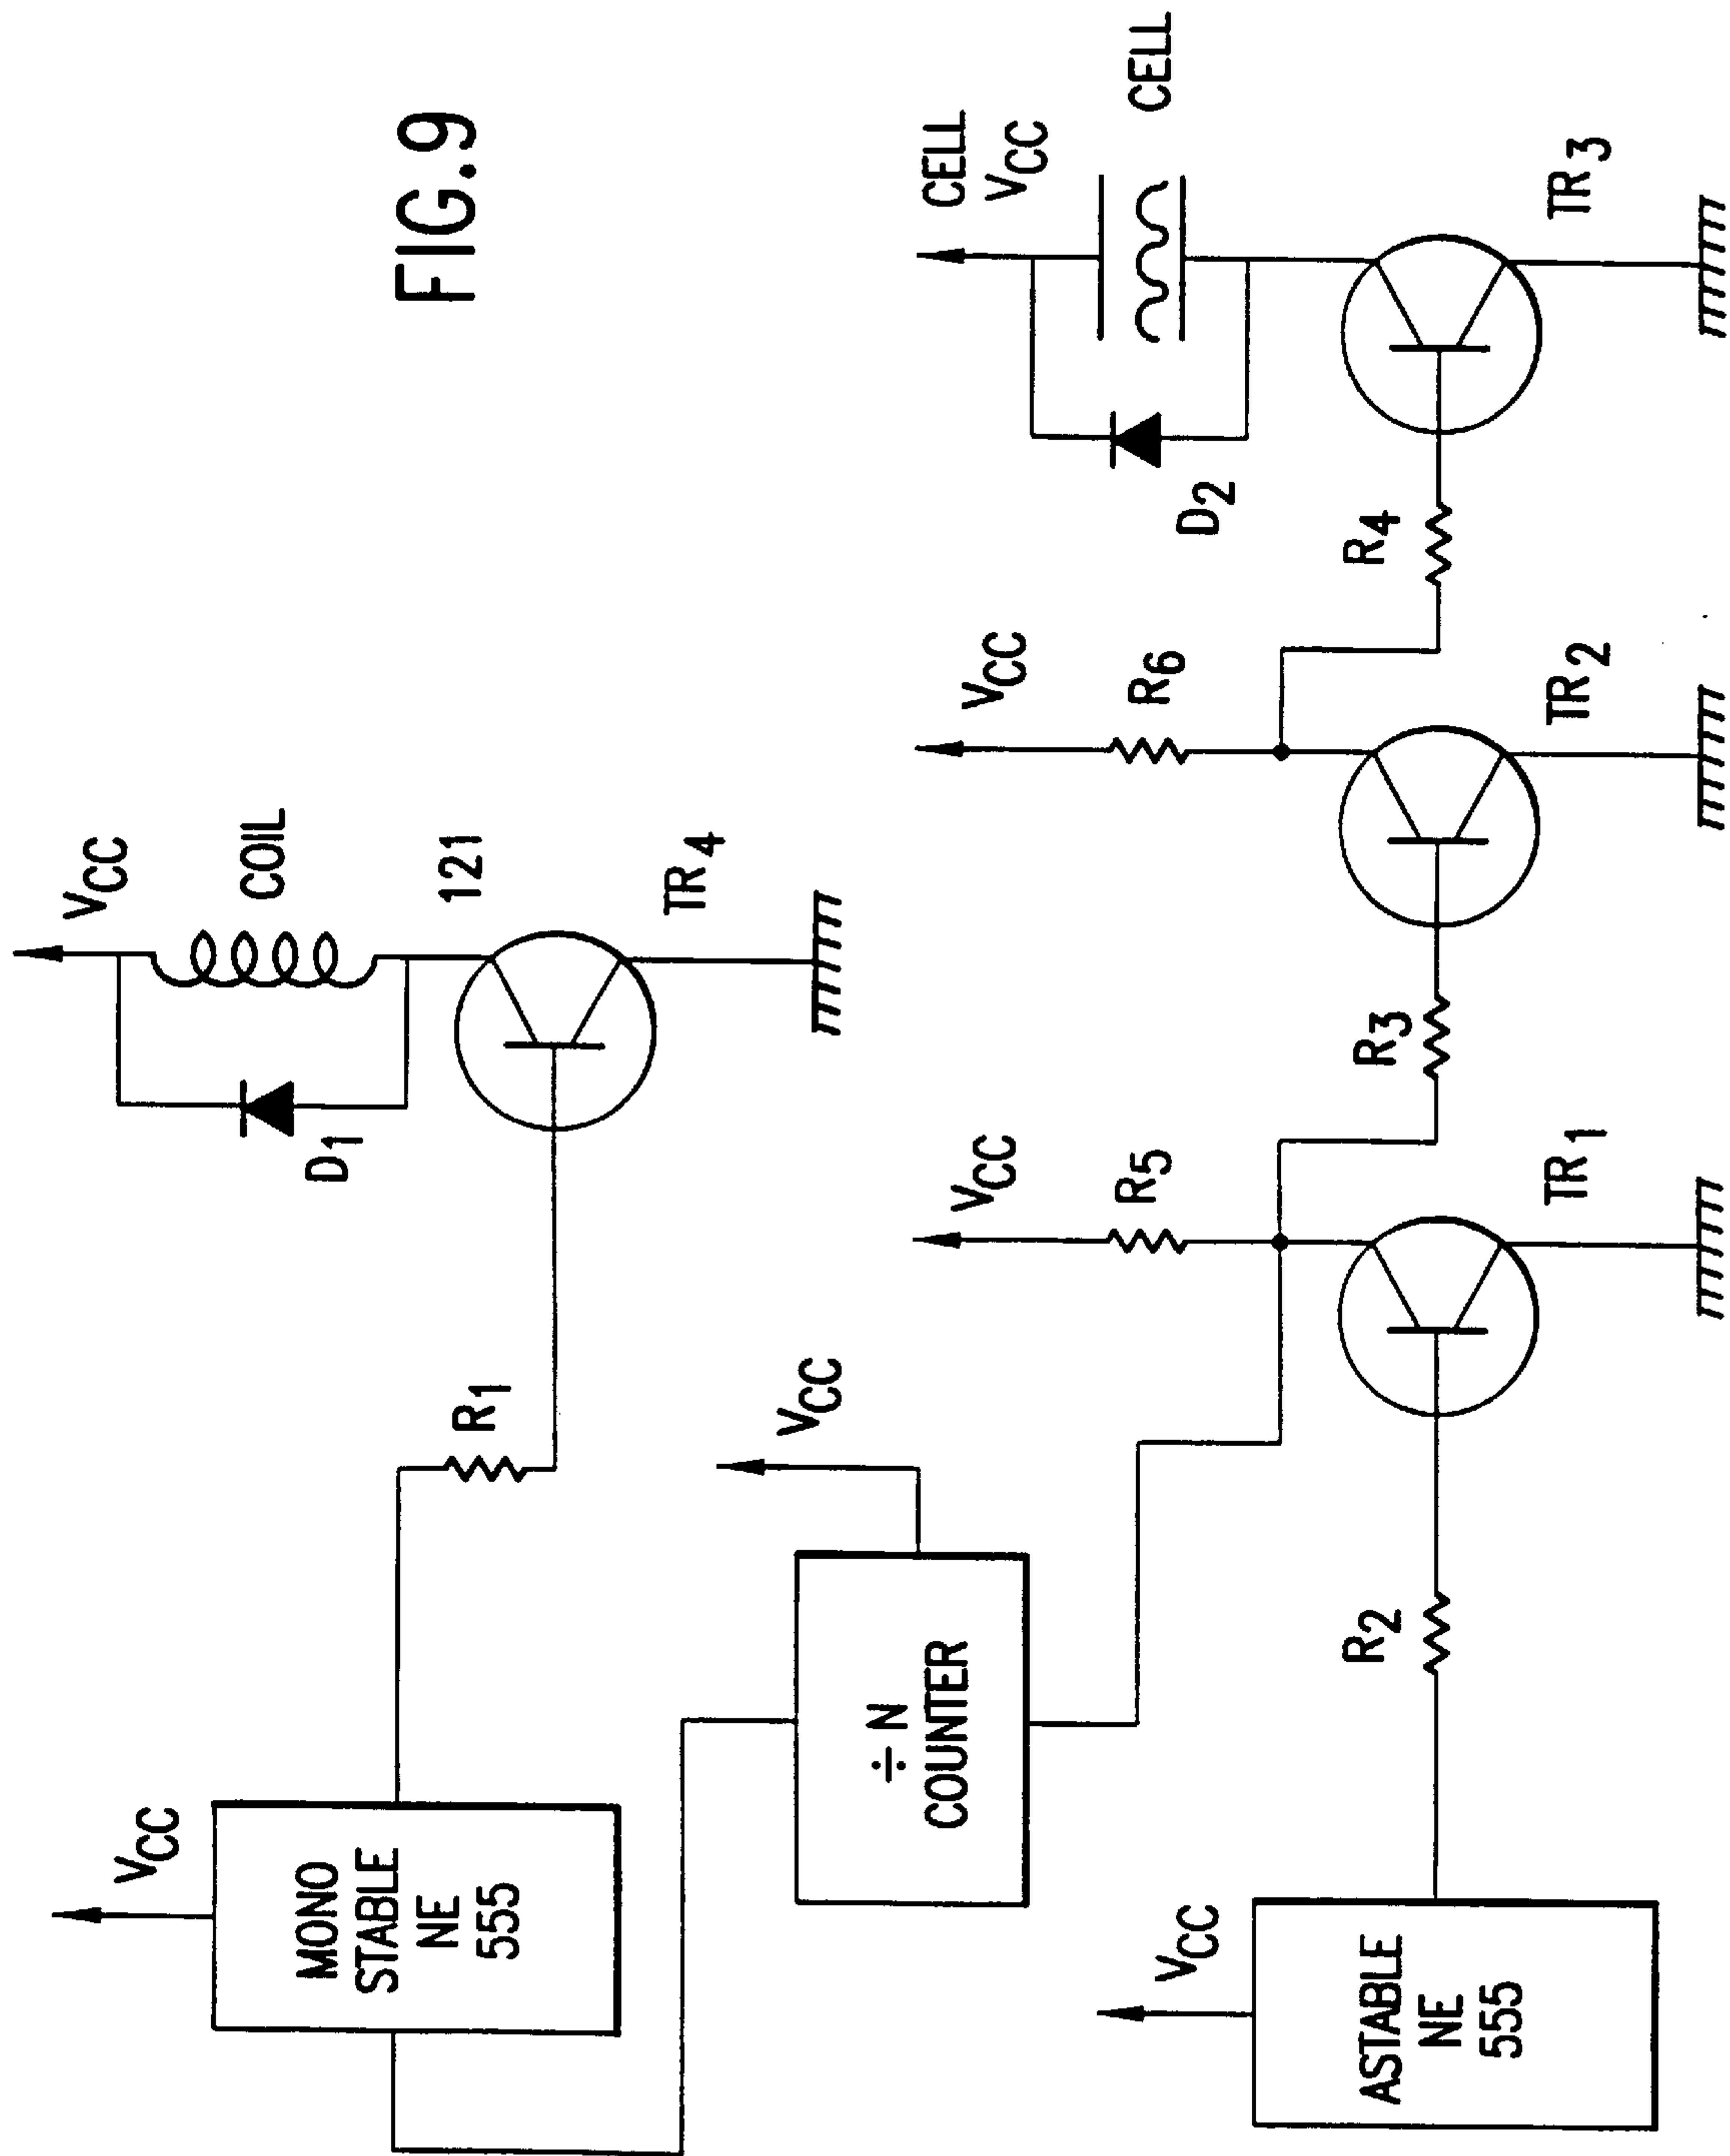 FIG.9
VCC
MONO
STABLE
NE
555
R1
VCC
COIL
121
D1
TR4
÷ N
COUNTER
VCC
VCC
ASTABLE
NE
555
R2
VCC
R5
TR1
R3
VCC
R6
TR2
R4
CELL
VCC
CELL
D2
TR3